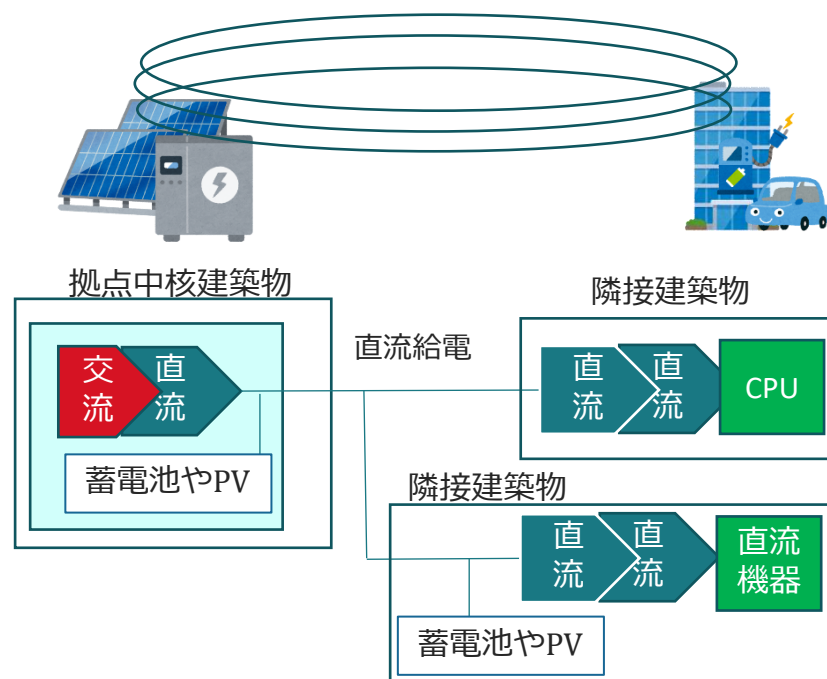 拠点中核建築物
隣接建築物
直流給電
交流
直流
直流
直流
CPU
蓄電池やPV
隣接建築物
直流
直流
直流
機器
蓄電池やPV